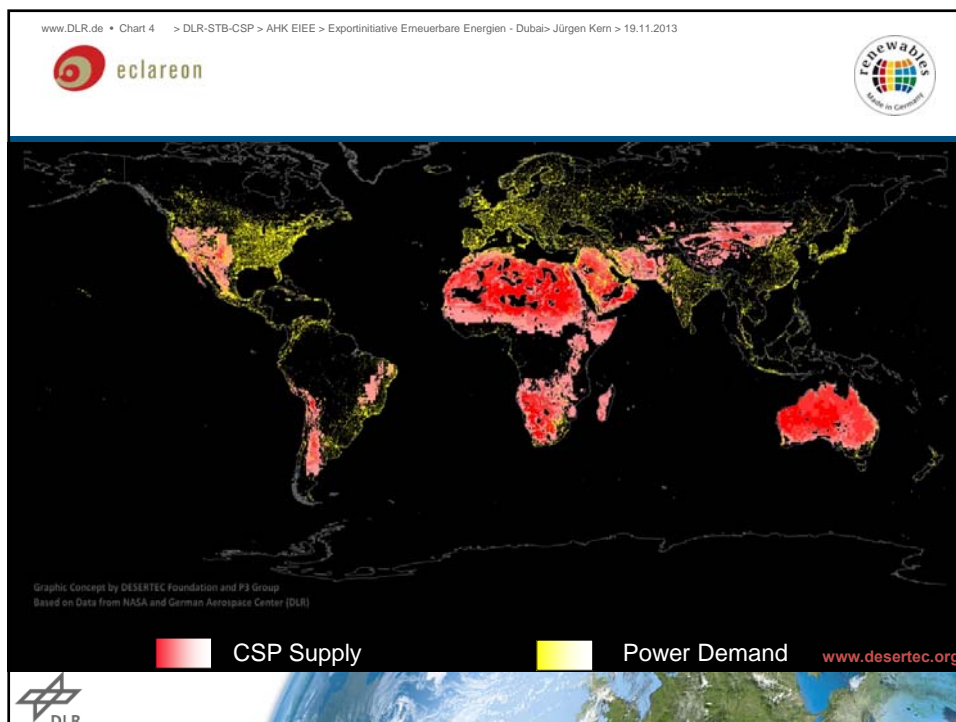 www.DLR.de • Chart 4 > DLR-STB-CSP > AHK EIEE > Exportinitiative Erneuerbare Energien - Dubai> Jürgen Kern > 19.11.2013
eclareon
renewables
Made in Germany
Graphic Concept by DESERTEC Foundation and P3 Group
Based on Data from NASA and German Aerospace Center (DLR)
CSP Supply
Power Demand
www.desertec.org
DLR